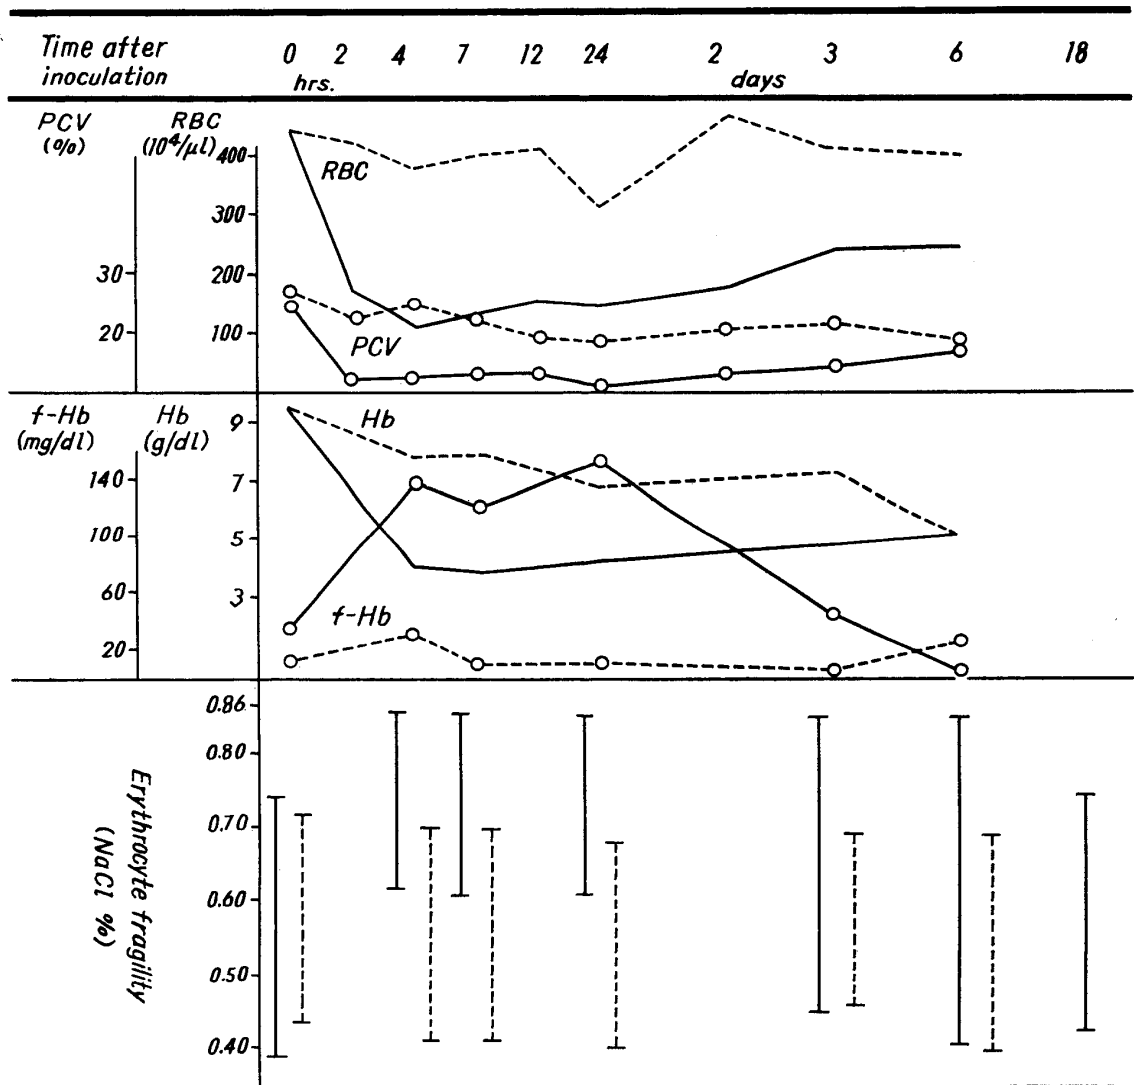 Time after inoculation
0 2 4 7 12 24 2 3 6 18
hrs. days
PCV (%)
RBC (10⁴/μl)
400
300
200
100
30
20
RBC
PCV
f-Hb (mg/dl)
Hb (g/dl)
140
100
60
20
9
7
5
3
Hb
f-Hb
Erythrocyte fragility
(NaCl %)
0.86
0.80
0.70
0.60
0.50
0.40